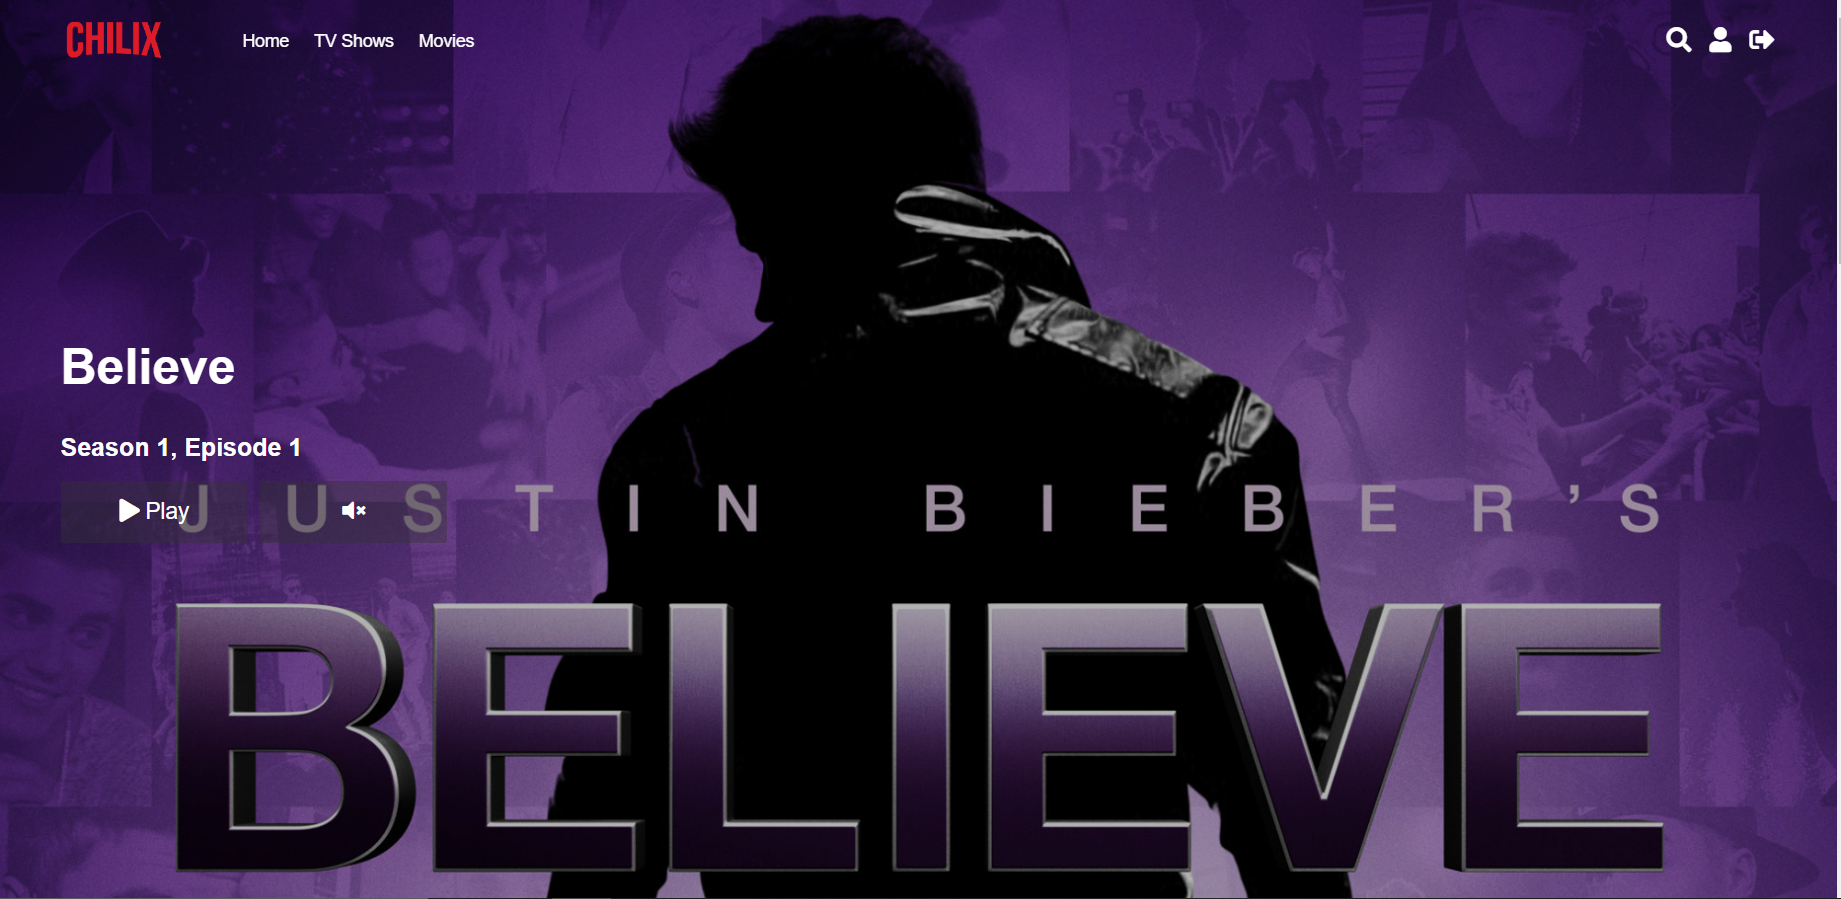 CHILIX Home TV Shows Movies
Believe
Season 1, Episode 1
Play
JUSTIN BIEBER'S
BELIEVE